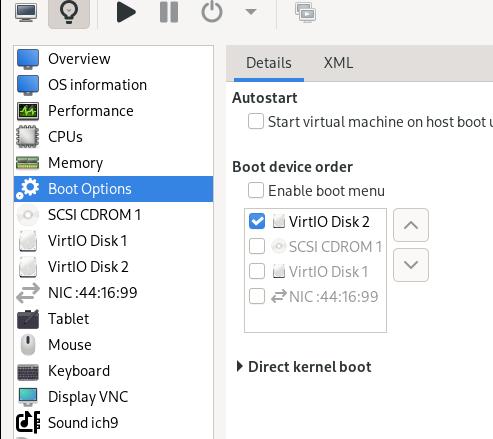 Overview
OS information
Performance
CPUs
Memory
Boot Options
SCSI CDROM 1
VirtIO Disk 1
VirtIO Disk 2
NIC :44:16:99
Tablet
Mouse
Keyboard
Display VNC
Sound ich9
Details XML
Autostart
Start virtual machine on host boot u
Boot device order
Enable boot menu
VirtIO Disk 2
SCSI CDROM 1
VirtIO Disk 1
NIC :44:16:99
Direct kernel boot